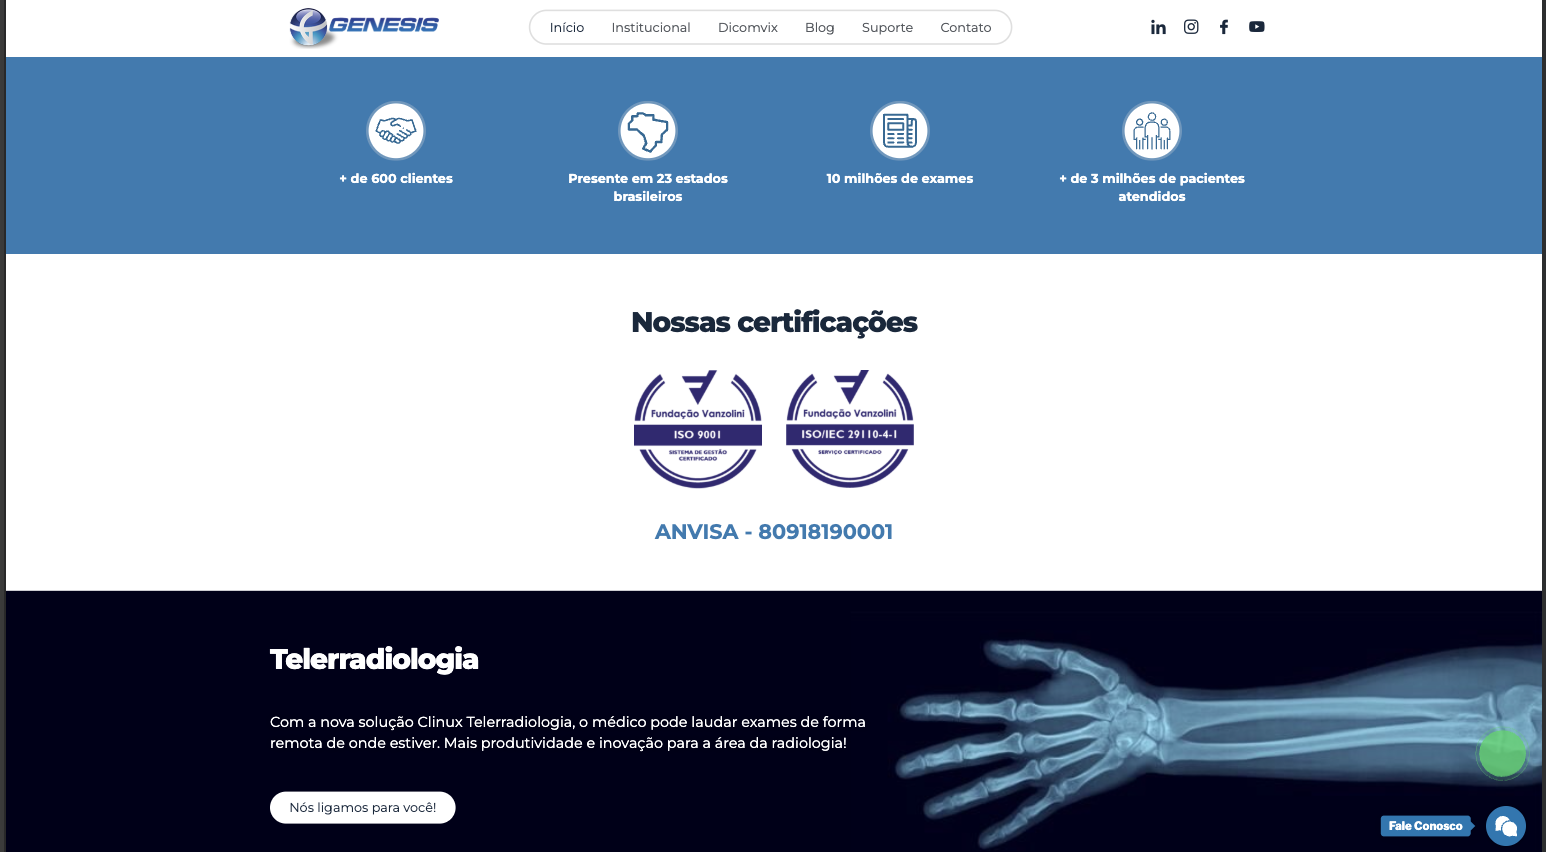 GENESIS
Início
Institucional
Dicomvix
Blog
Suporte
Contato
+ de 600 clientes
Presente em 23 estados
brasileiros
10 milhões de exames
+ de 3 milhões de pacientes
atendidos
Nossas certificações
Fundação Vanzolini
ISO 9001
SISTEMA DE GESTÃO
CERTIFICADO
Fundação Vanzolini
ISO/IEC 29110-4-1
SERVIÇO CERTIFICADO
ANVISA - 80918190001
Telerradiologia
Com a nova solução Clinux Telerradiologia, o médico pode laudar exames de forma
remota de onde estiver. Mais produtividade e inovação para a área da radiologia!
Nós ligamos para você!
Fale Conosco